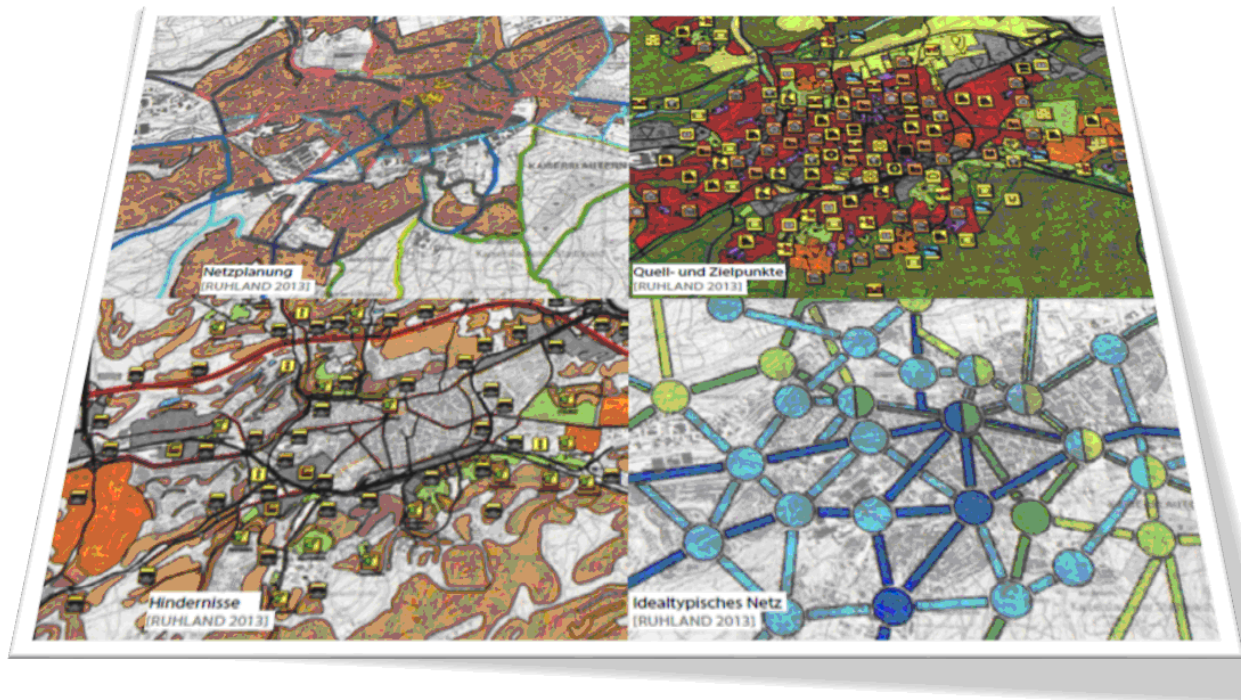 Netzplanung
[RUHLAND 2013]
Quell- und Zielpunkte
[RUHLAND 2013]
Hindernisse
[RUHLAND 2013]
Idealtypisches Netz
[RUHLAND 2013]